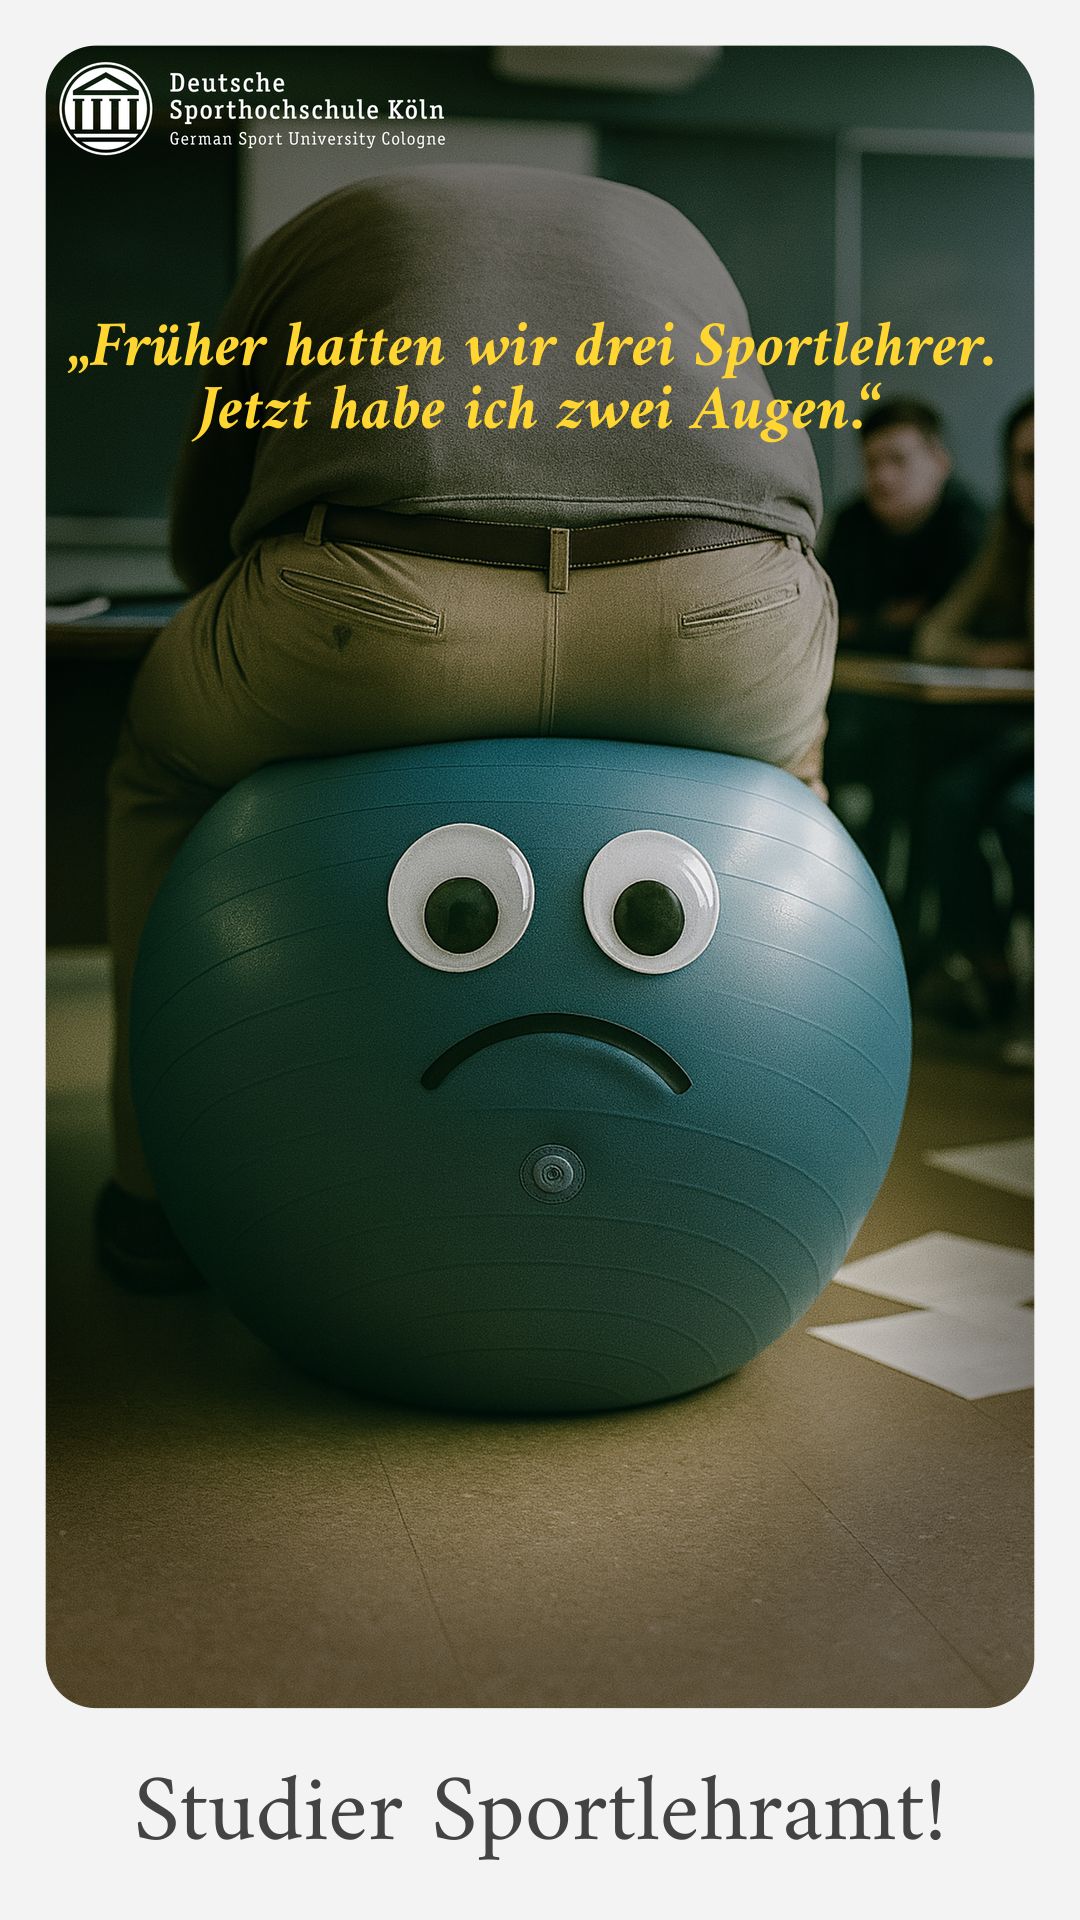 Deutsche
Sporthochschule Köln
German Sport University Cologne
„Früher hatten wir drei Sportlehrer.
Jetzt habe ich zwei Augen.“
Studier Sportlehramt!